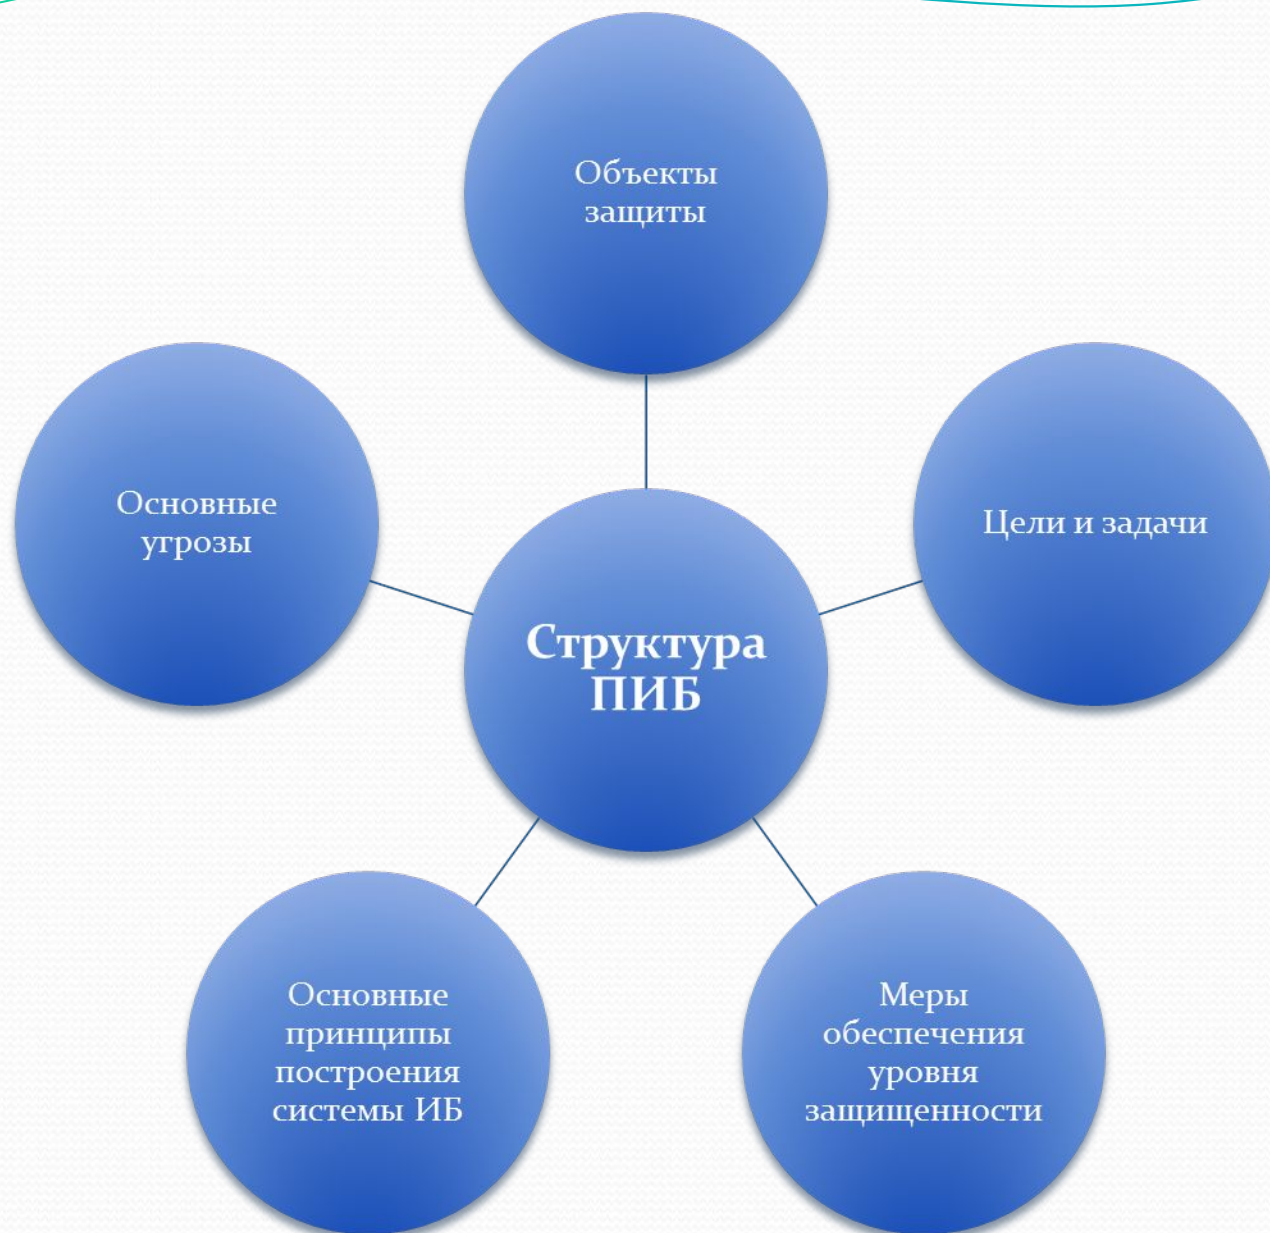 Объекты
защиты
Основные
угрозы
Цели и задачи
Структура
ПИБ
Основные
принципы
построения
системы ИБ
Меры
обеспечения
уровня
защищенности